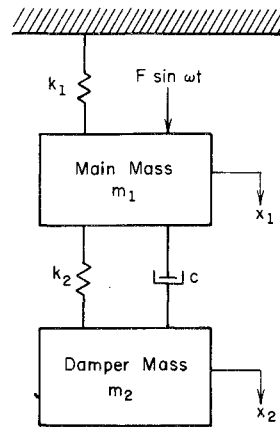 k₁
F sin ωt
Main Mass
m₁
x₁
k₂
c
Damper Mass
m₂
x₂